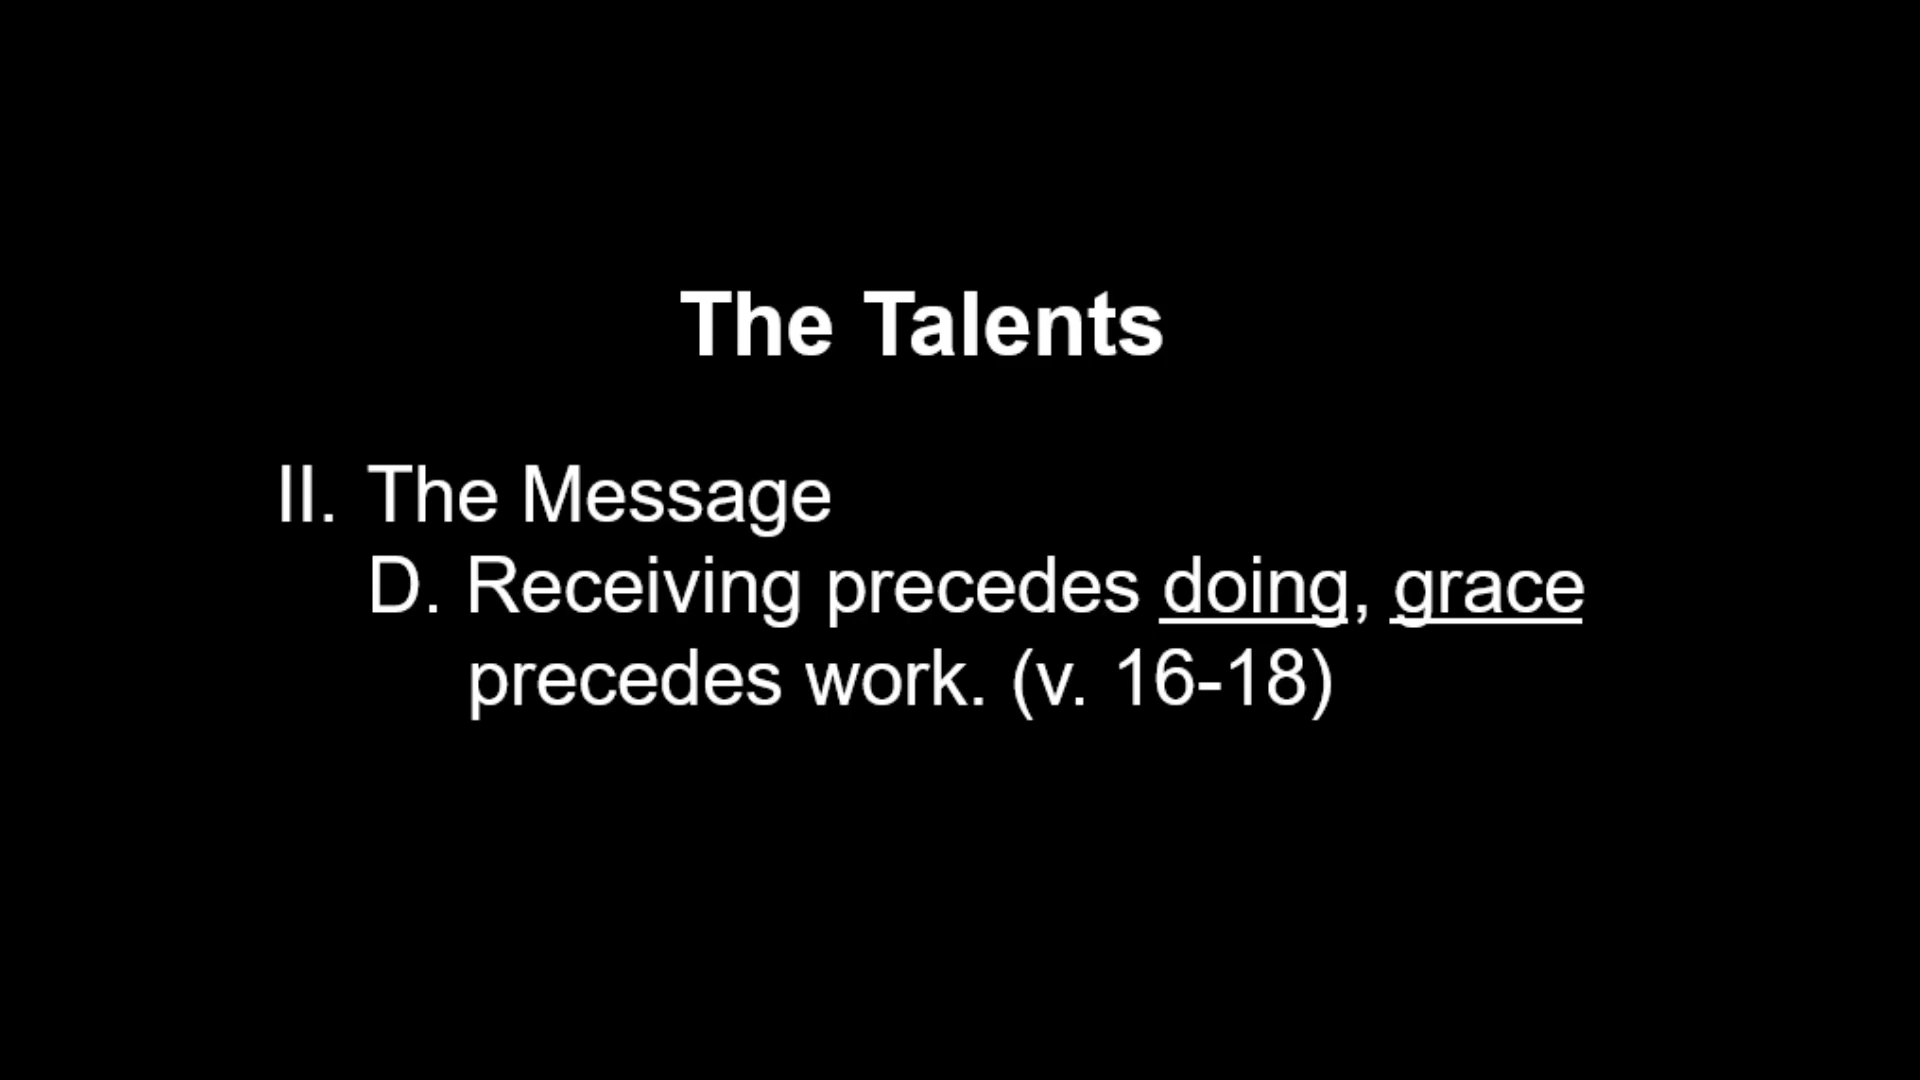 The Talents
II. The Message
D. Receiving precedes doing, grace
precedes work. (v. 16-18)